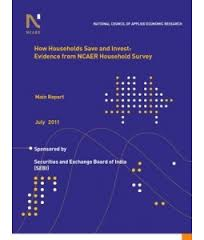 NCAER
NATIONAL COUNCIL OF APPLIED ECONOMIC RESEARCH
How Households Save and Invest:
Evidence from NCAER Household Survey
Main Report
July 2011
Sponsored by
Securities and Exchange Board of India
(SEBI)